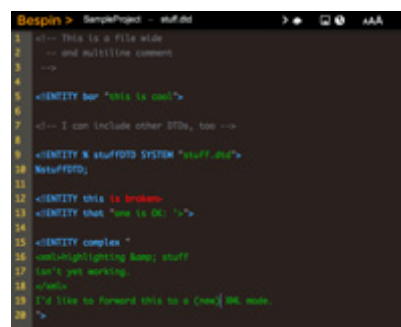 Bespin > SampleProject - stuff.dtd
AAA
1 <!-- This is a file wide
2 -- and multiline comment
3 -->
4
5 <!ENTITY bar "this is cool">
6
7 <!-- I can include other DTDs, too -->
8
9 <!ENTITY % stuffDTD SYSTEM "stuff.dtd">
10 %stuffDTD;
11
12 <!ENTITY this is broken>
13 <!ENTITY that "one is OK: '>">
14
15 <!ENTITY complex "
16 <xml>highlighting &amp; stuff
17 isn't yet working.
18 </xml>
19 I'd like to forward this to a (new) XML mode.
20 ">